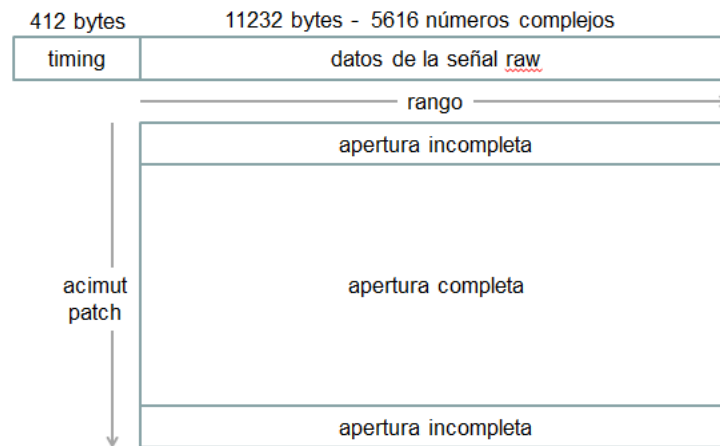 412 bytes
11232 bytes - 5616 números complejos
timing
datos de la señal raw
rango
apertura incompleta
acimut
patch
apertura completa
apertura incompleta